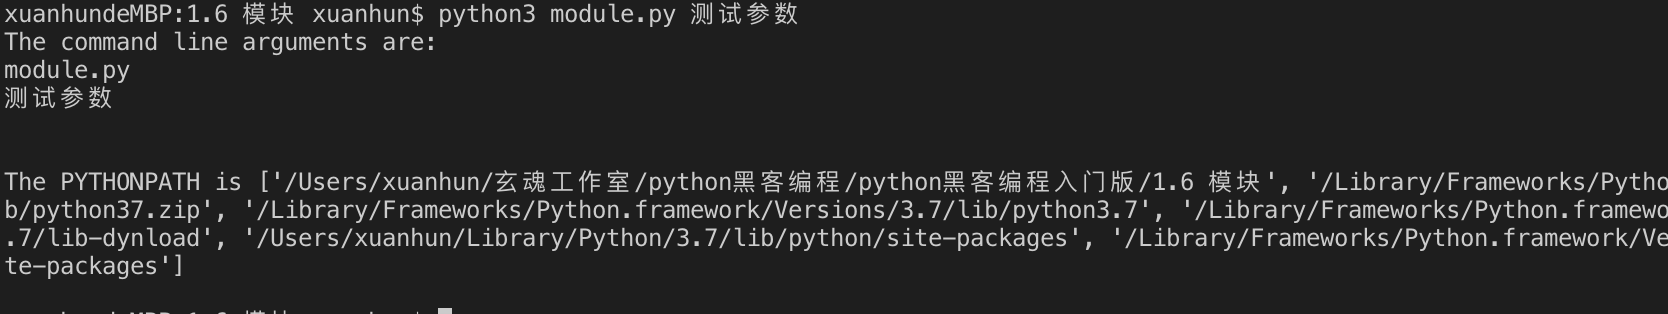 xuanhundeMBP:1.6 模块 xuanhun$ python3 module.py 测试参数
The command line arguments are:
module.py
测试参数
The PYTHONPATH is ['/Users/xuanhun/玄魂工作室/python黑客编程/python黑客编程入门版/1.6 模块', '/Library/Frameworks/Pytho
b/python37.zip', '/Library/Frameworks/Python.framework/Versions/3.7/lib/python3.7', '/Library/Frameworks/Python.framewo
.7/lib-dynload', '/Users/xuanhun/Library/Python/3.7/lib/python/site-packages', '/Library/Frameworks/Python.framework/Ve
te-packages']